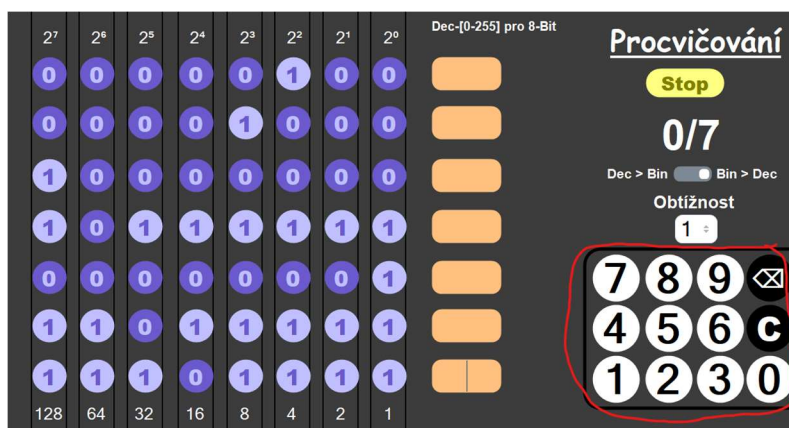 2⁷ 2⁶ 2⁵ 2⁴ 2³ 2² 2¹ 2⁰ Dec-[0-255] pro 8-Bit
0 0 0 0 0 1 0 0
0 0 0 0 1 0 0 0
1 0 0 0 0 0 0 0
1 0 1 1 1 1 1 1
0 0 0 0 0 0 0 1
1 1 0 1 1 1 1 1
1 1 1 0 1 1 1 1
128 64 32 16 8 4 2 1
Procvičování
Stop
0/7
Dec > Bin Bin > Dec
Obtížnost
1
7 8 9 ⌫
4 5 6 C
1 2 3 0